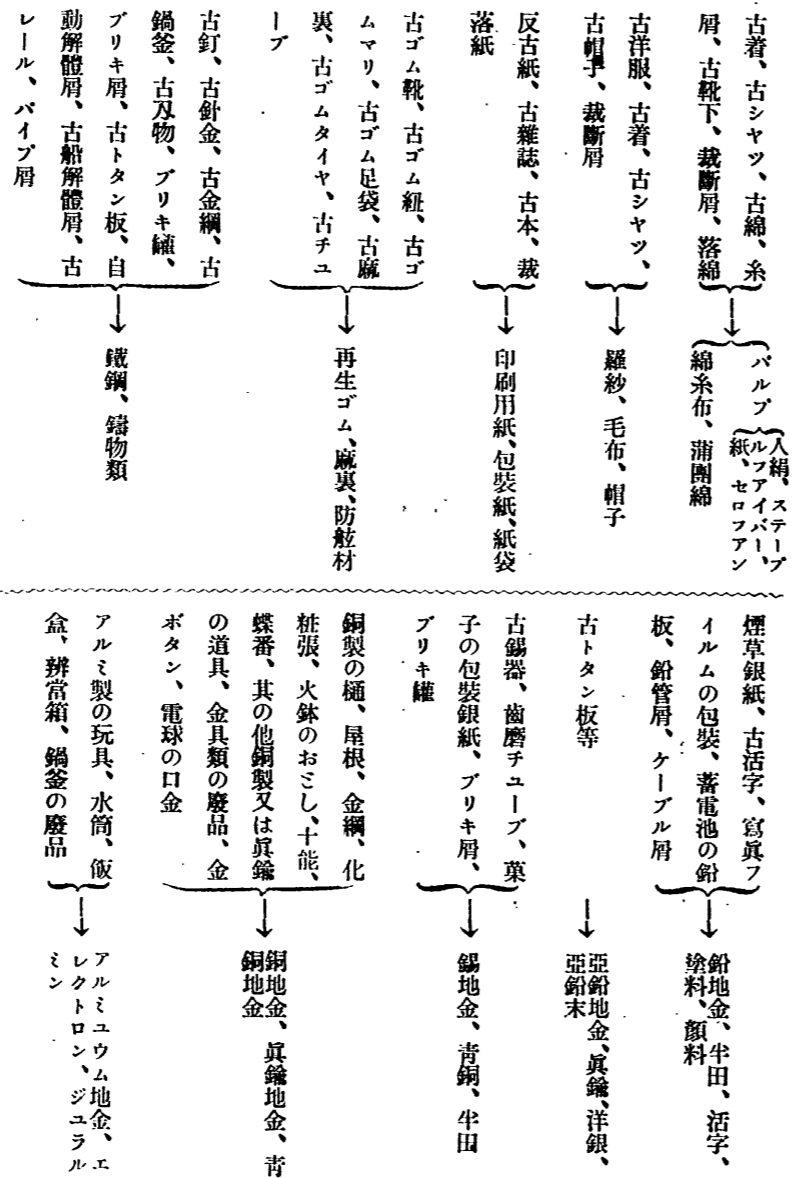 古着、古シヤツ、古綿、糸
屑、古靴下、裁斷屑、落綿
パルプ
人絹、ステープ
ルフアイバー、
紙、セロフアン
綿糸布、蒲團綿
古洋服、古着、古シヤツ、
古帽子、裁斷屑
羅紗、毛布、帽子
反古紙、古雜誌、古本、裁
落紙
印刷用紙、包裝紙、紙袋
古ゴム靴、古ゴム紐、古ゴ
ムマリ、古ゴム足袋、古麻
裏、古ゴムタイヤ、古チユ
ーブ
再生ゴム、麻裏、防舷材
古釘、古針金、古金網、古
鍋釜、古刄物、ブリキ罐、
ブリキ屑、古トタン板、自
動解體屑、古船解體屑、古
レール、パイプ屑
鐵鋼、鑄物類
煙草銀紙、古活字、寫眞フ
イルムの包裝、蓄電池の鉛
板、鉛管屑、ケーブル屑
鉛地金、半田、活字、
塗料、顏料
古トタン板等
亞鉛地金、眞鍮、洋銀、
亞鉛末
古錫器、齒磨チユーブ、菓
子の包裝銀紙、ブリキ屑、
ブリキ罐
錫地金、靑銅、半田
銅製の樋、屋根、金網、化
粧張、火鉢のおとし、十能、
蝶番、其の他銅製又は眞鍮
の道具、金具類の廢品、金
ボタン、電球の口金
銅地金、眞鍮地金、靑
銅地金
アルミ製の玩具、水筒、飯
盒、辨當箱、鍋釜の廢品
アルミユウム地金、エ
レクトロン、ジユラル
ミン